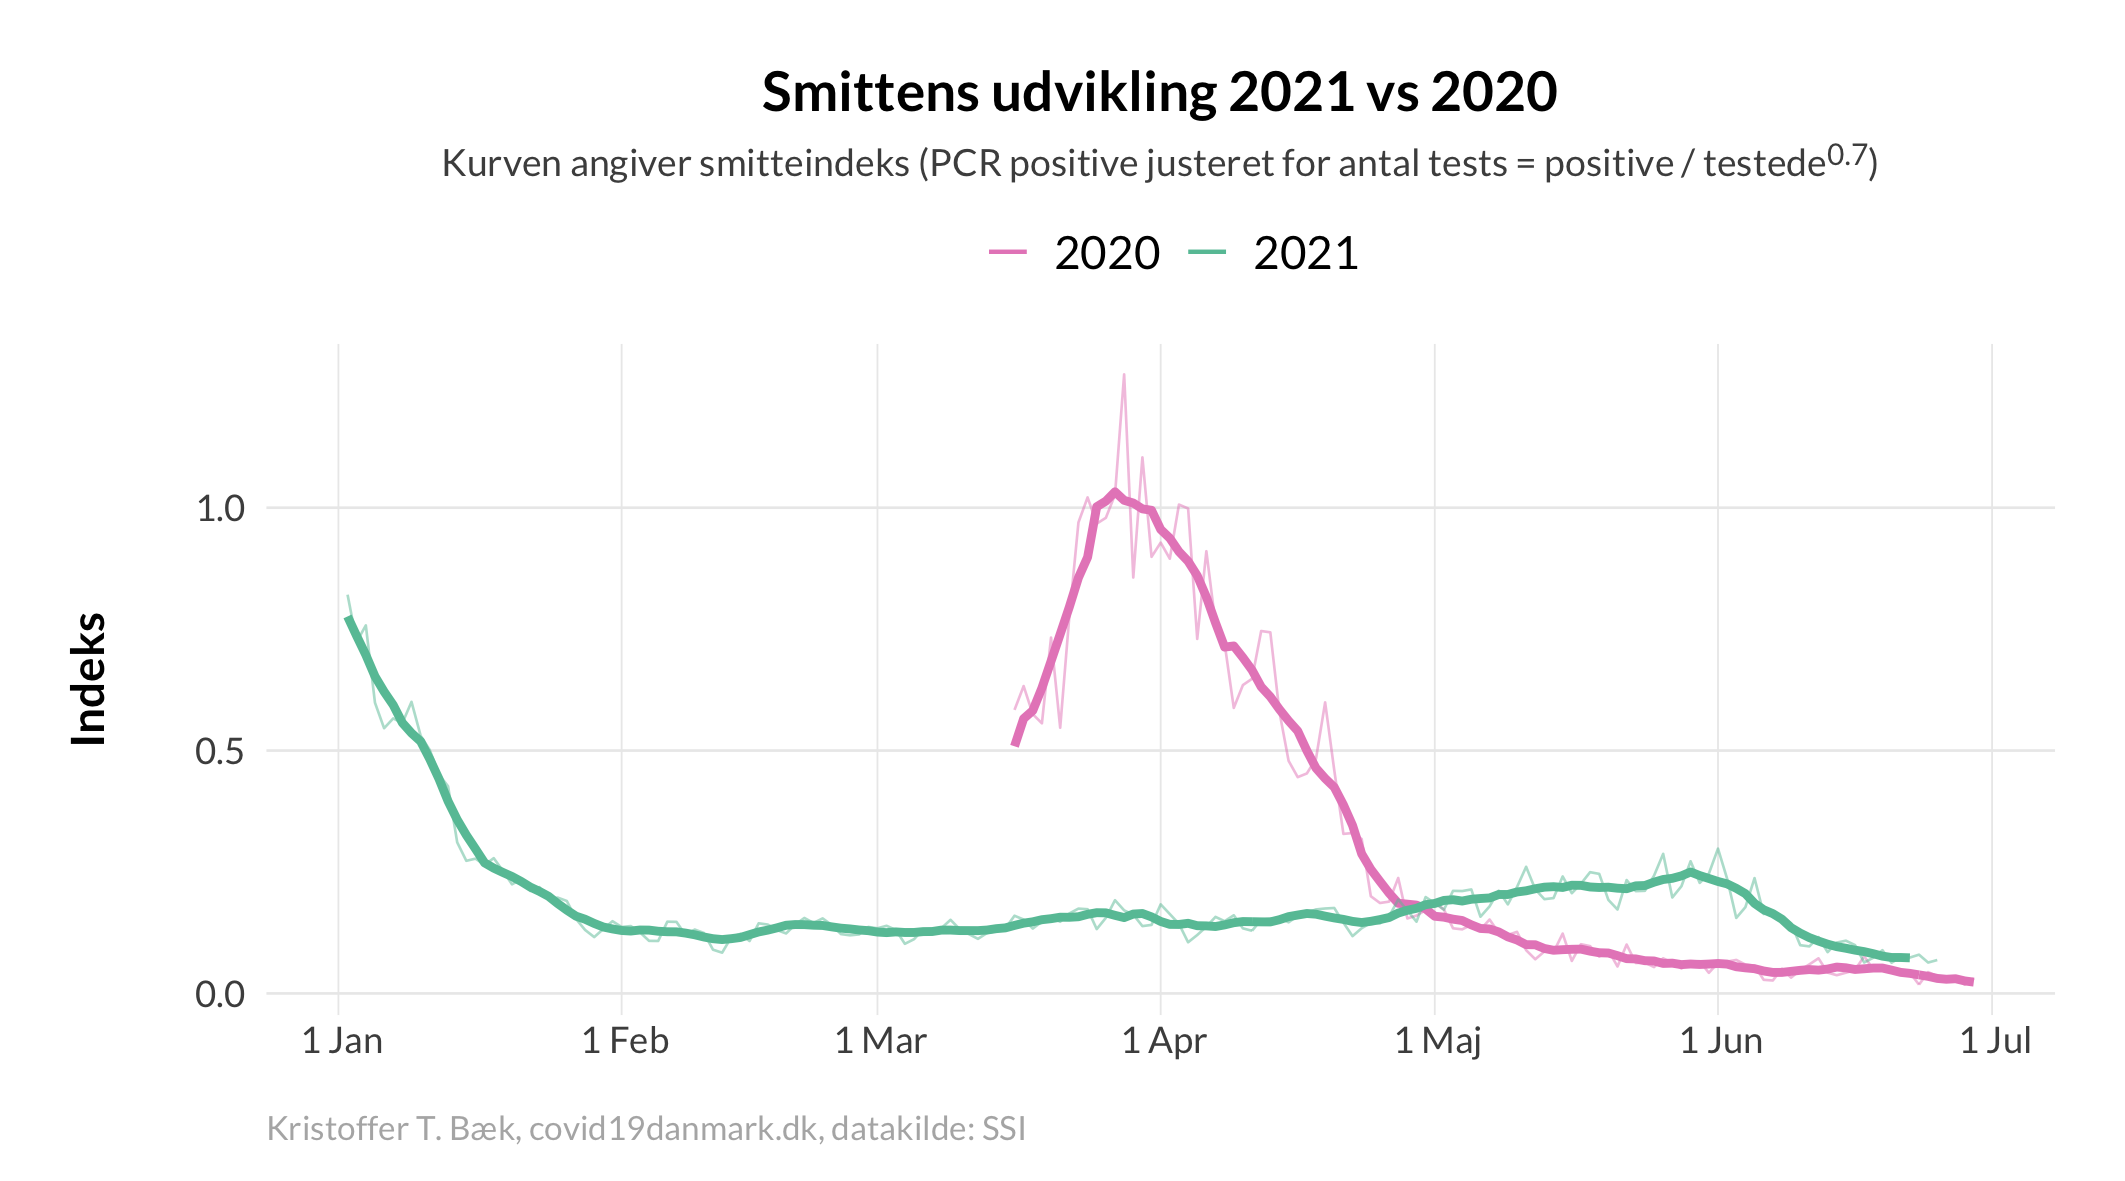 Smittens udvikling 2021 vs 2020
Kurven angiver smitteindeks (PCR positive justeret for antal tests = positive / testede^0.7)
2020 2021
Indeks
1.0
0.5
0.0
1 Jan 1 Feb 1 Mar 1 Apr 1 Maj 1 Jun 1 Jul
Kristoffer T. Bæk, covid19danmark.dk, datakilde: SSI